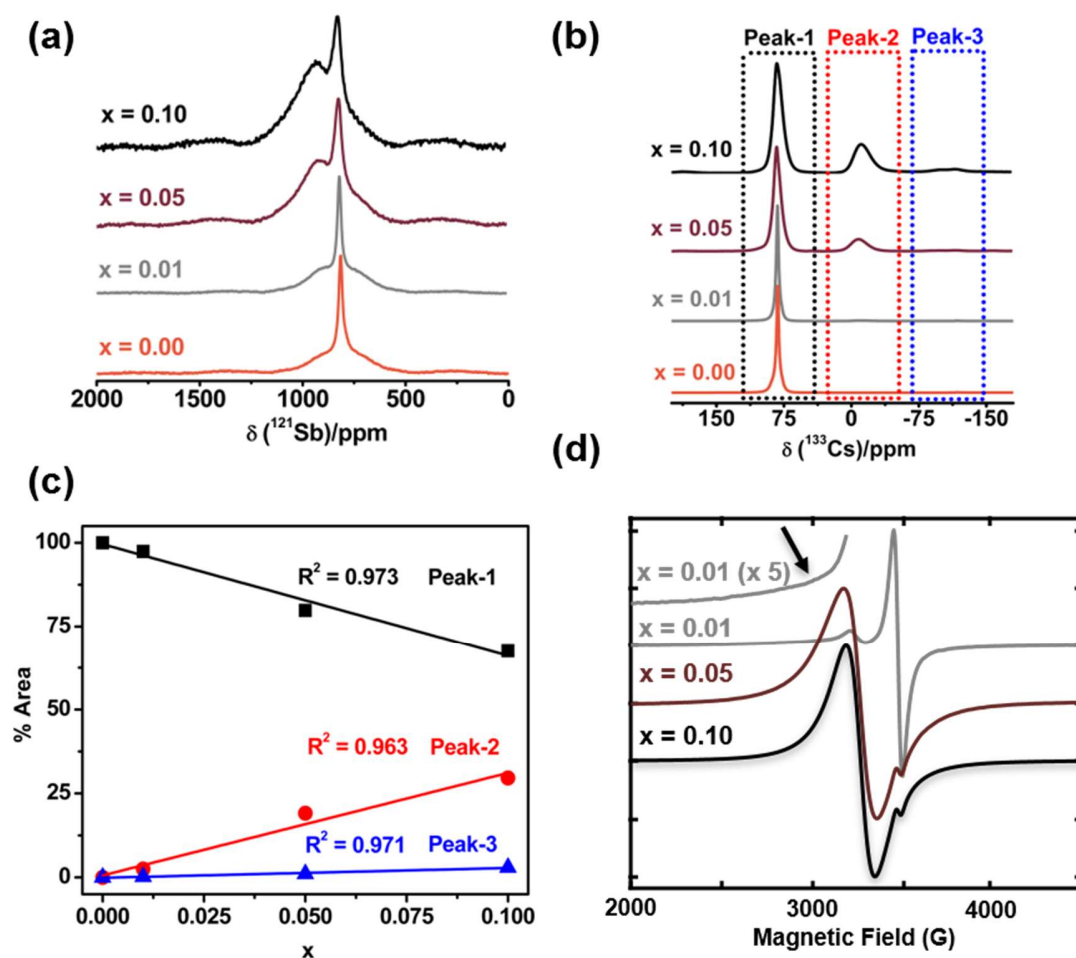 (a)
x = 0.10
x = 0.05
x = 0.01
x = 0.00
2000 1500 1000 500 0
δ (¹²¹Sb)/ppm
(b)
Peak-1 Peak-2 Peak-3
x = 0.10
x = 0.05
x = 0.01
x = 0.00
150 75 0 -75 -150
δ (¹³³Cs)/ppm
(c)
100
75
50
25
0
% Area
R² = 0.973 Peak-1
R² = 0.963 Peak-2
R² = 0.971 Peak-3
0.000 0.025 0.050 0.075 0.100
x
(d)
x = 0.01 (x 5)
x = 0.01
x = 0.05
x = 0.10
2000 3000 4000
Magnetic Field (G)